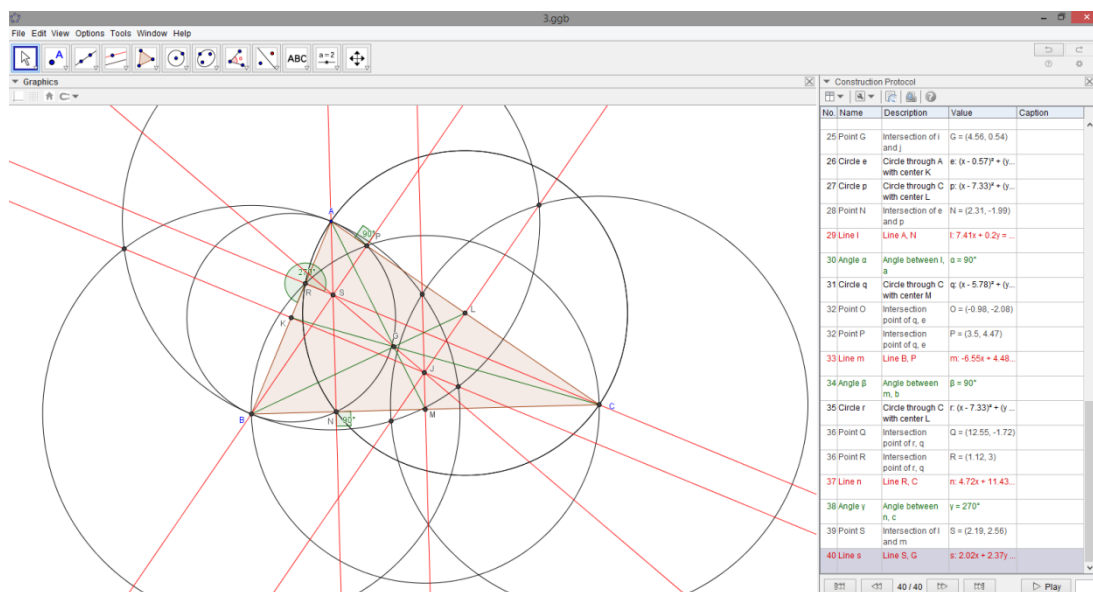 3.ggb
File Edit View Options Tools Window Help
A
a = 2
ABC
Graphics
Construction Protocol
No. Name Description Value Caption
25 Point G Intersection of i and j G = (4.56, 0.54)
26 Circle e Circle through A with center K e: (x - 0.57)² + (y...
27 Circle p Circle through C with center L p: (x - 7.33)² + (y...
28 Point N Intersection of e and p N = (2.31, -1.99)
29 Line l Line A, N l: 7.41x + 0.2y = ...
30 Angle α Angle between l, a α = 90°
31 Circle q Circle through C with center M q: (x - 5.78)² + (y...
32 Point O Intersection point of q, e O = (-0.98, -2.08)
32 Point P Intersection point of q, e P = (3.5, 4.47)
33 Line m Line B, P m: -6.55x + 4.48...
34 Angle β Angle between m, b β = 90°
35 Circle r Circle through C with center L r: (x - 7.33)² + (y ...
36 Point Q Intersection point of r, q Q = (12.55, -1.72)
36 Point R Intersection point of r, q R = (1.12, 3)
37 Line n Line R, C n: 4.72x + 11.43...
38 Angle γ Angle between n, c γ = 270°
39 Point S Intersection of l and m S = (2.19, 2.56)
40 Line s Line S, G s: 2.02x + 2.37y ...
40 / 40
Play
A
90°
P
270°
R
S
K
L
G
J
B
N
90°
M
C